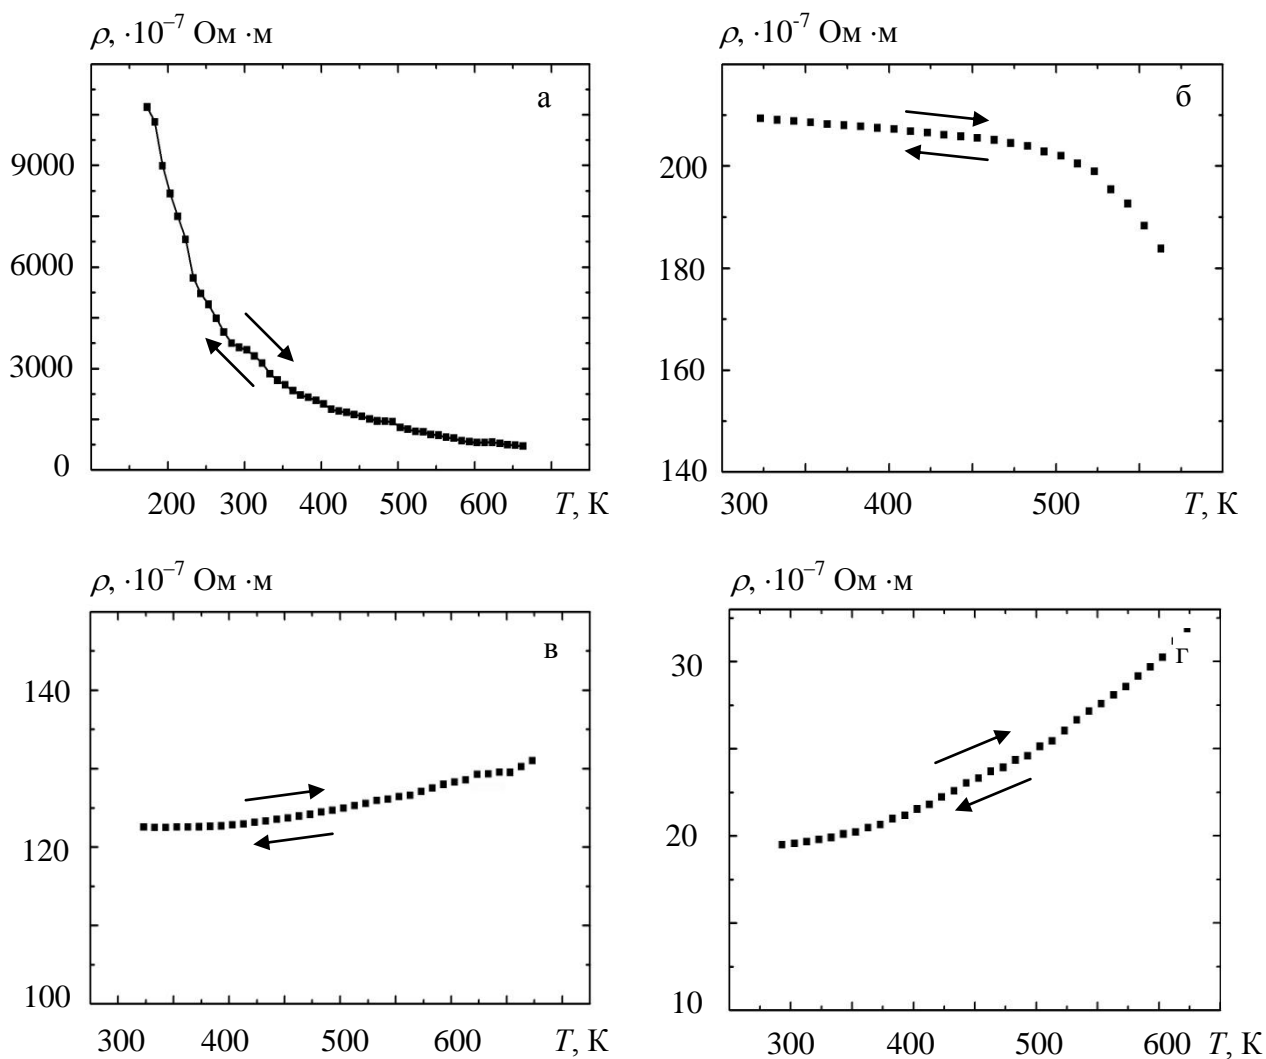 ρ, ·10⁻⁷ Ом ·м
а
9000
6000
3000
0
200 300 400 500 600 T, К
ρ, ·10⁻⁷ Ом ·м
б
200
180
160
140
300 400 500 T, К
ρ, ·10⁻⁷ Ом ·м
в
140
120
100
300 400 500 600 T, К
ρ, ·10⁻⁷ Ом ·м
г
30
20
10
300 400 500 600 T, К